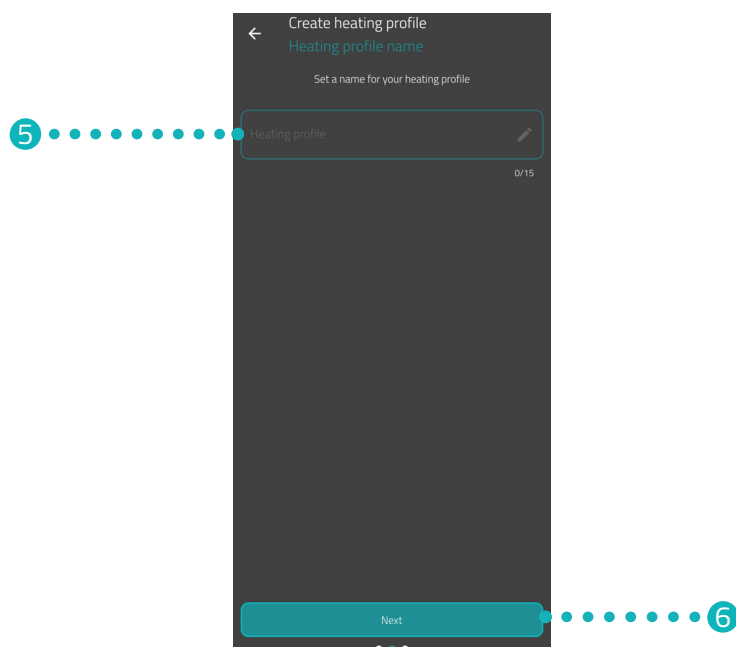 Create heating profile
Heating profile name
Set a name for your heating profile
5
Heating profile
0/15
Next
6